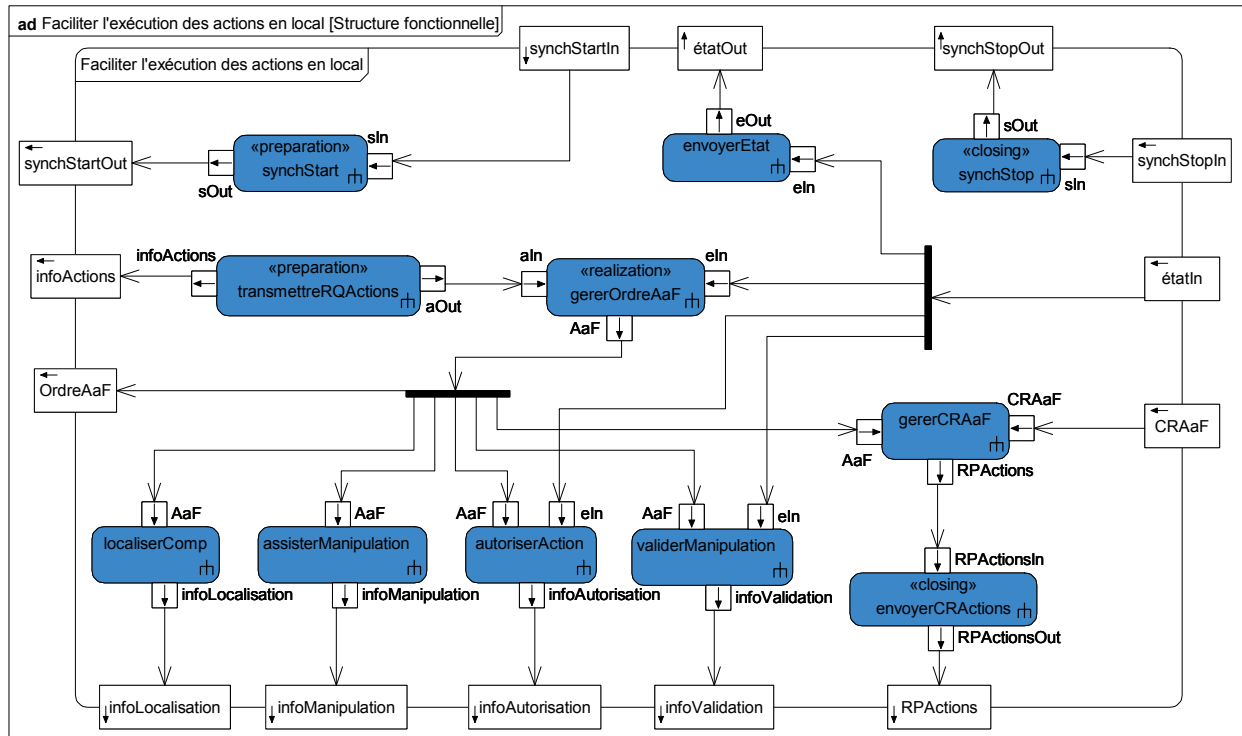 ad Faciliter l'exécution des actions en local [Structure fonctionnelle]
synchStartIn
étatOut
synchStopOut
Faciliter l'exécution des actions en local
eOut
sOut
sIn
«preparation»
synchStart
envoyerEtat
«closing»
synchStop
synchStartOut
synchStopIn
sOut
eIn
sIn
infoActions
aIn
eIn
infoActions
«preparation»
transmettreRQActions
«realization»
gererOrdreAaF
étatIn
aOut
AaF
OrdreAaF
CRAaF
gererCRAaF
CRAaF
AaF
RPActions
AaF
AaF
AaF
eIn
AaF
eIn
localiserComp
assisterManipulation
autoriserAction
validerManipulation
RPActionsIn
infoLocalisation
infoManipulation
infoAutorisation
infoValidation
«closing»
envoyerCRActions
RPActionsOut
infoLocalisation
infoManipulation
infoAutorisation
infoValidation
RPActions